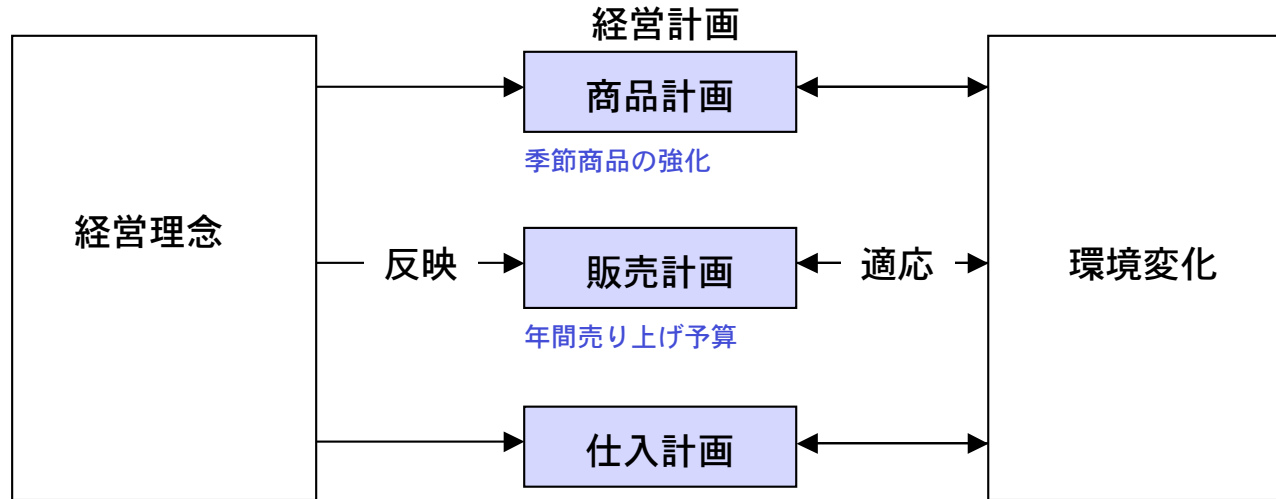 経営計画
商品計画
季節商品の強化
経営理念
反映
販売計画
適応
環境変化
年間売り上げ予算
仕入計画